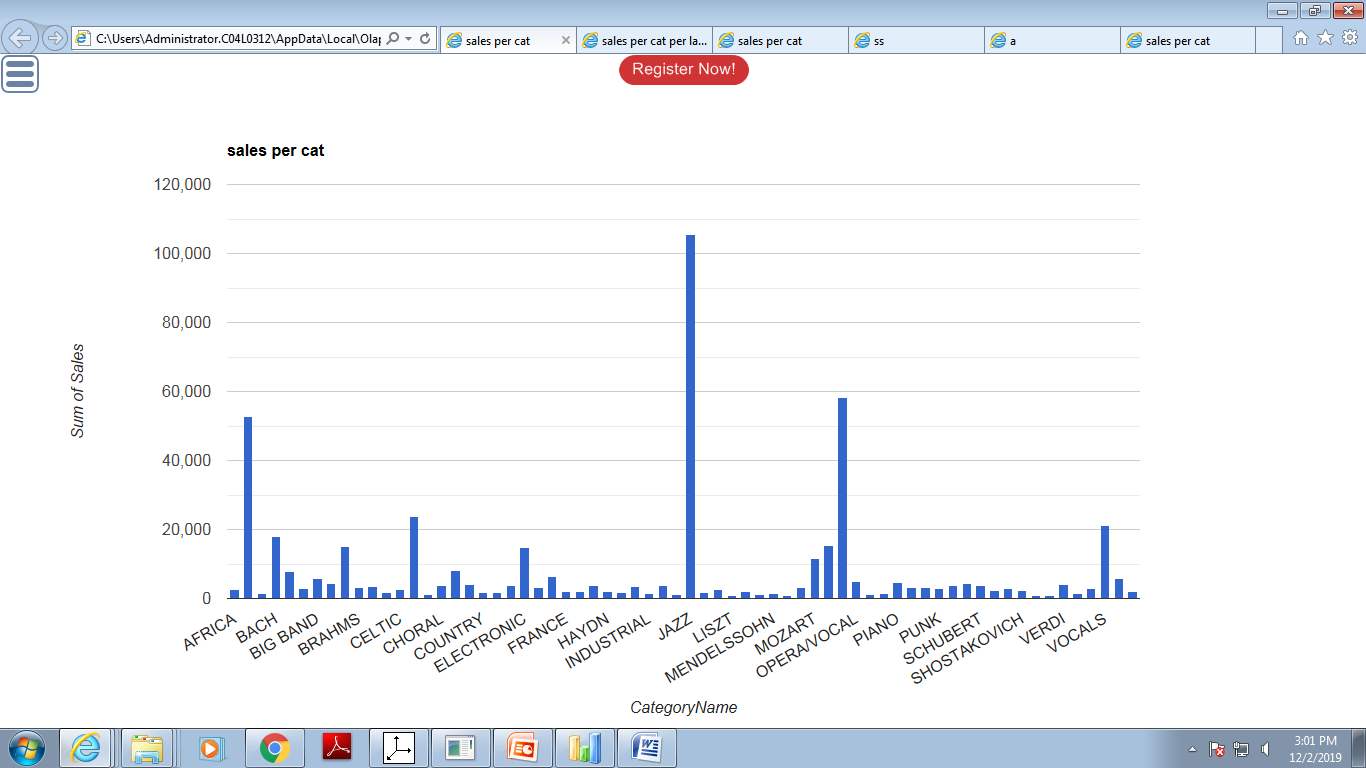 C:\Users\Administrator.C04L0312\AppData\Local\Olap
sales per cat
sales per cat per la...
sales per cat
ss
a
sales per cat
Register Now!
sales per cat
120,000
100,000
80,000
60,000
40,000
20,000
0
Sum of Sales
AFRICA
BACH
BIG BAND
BRAHMS
CELTIC
CHORAL
COUNTRY
ELECTRONIC
FRANCE
HAYDN
INDUSTRIAL
JAZZ
LISZT
MENDELSSOHN
MOZART
OPERA/VOCAL
PIANO
PUNK
SCHUBERT
SHOSTAKOVICH
VERDI
VOCALS
CategoryName
3:01 PM
12/2/2019